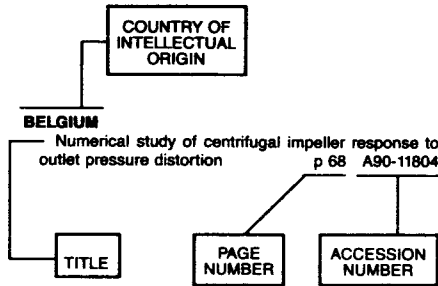 COUNTRY OF
INTELLECTUAL
ORIGIN
BELGIUM
Numerical study of centrifugal impeller response to
outlet pressure distortion p 68 A90-11804
TITLE
PAGE
NUMBER
ACCESSION
NUMBER